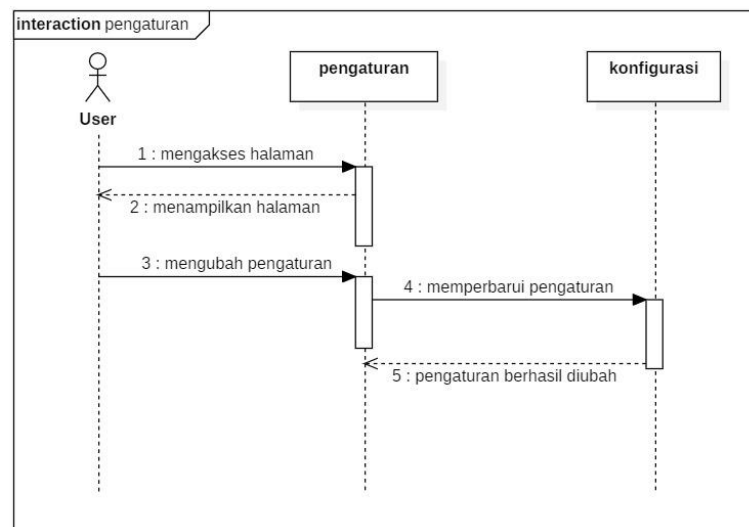 interaction pengaturan
pengaturan
konfigurasi
User
1 : mengakses halaman
2 : menampilkan halaman
3 : mengubah pengaturan
4 : memperbarui pengaturan
5 : pengaturan berhasil diubah